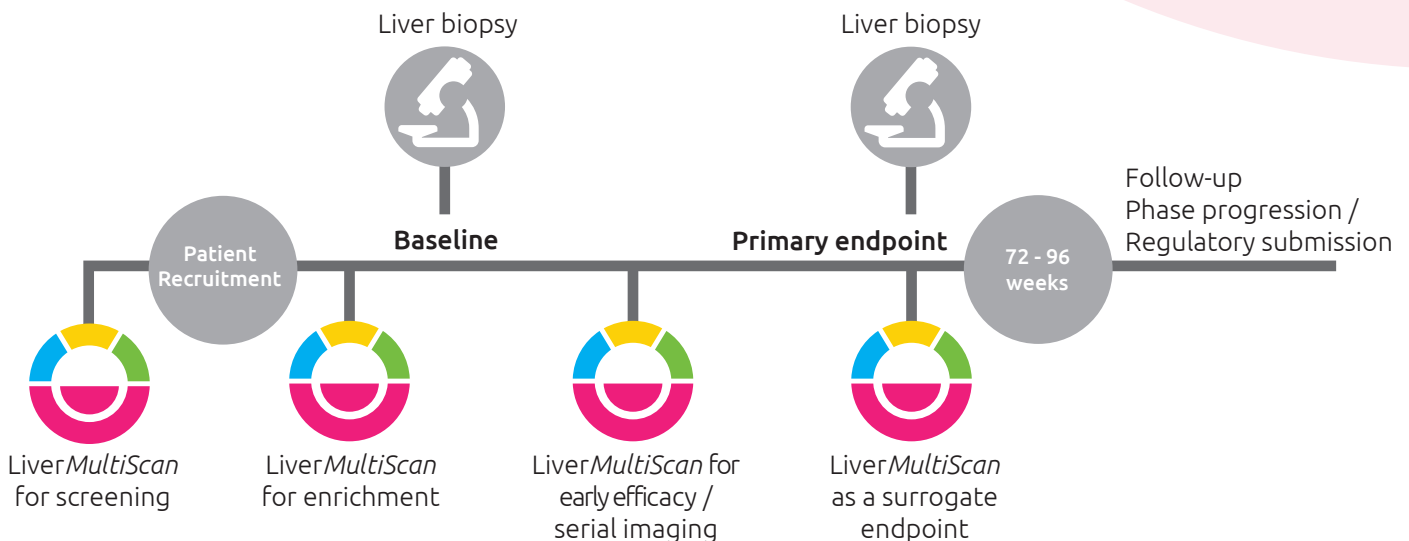 Liver biopsy
Liver biopsy
Patient
Recruitment
Baseline
Primary endpoint
72 - 96
weeks
Follow-up
Phase progression /
Regulatory submission
LiverMultiScan
for screening
LiverMultiScan
for enrichment
LiverMultiScan for
early efficacy /
serial imaging
LiverMultiScan
as a surrogate
endpoint